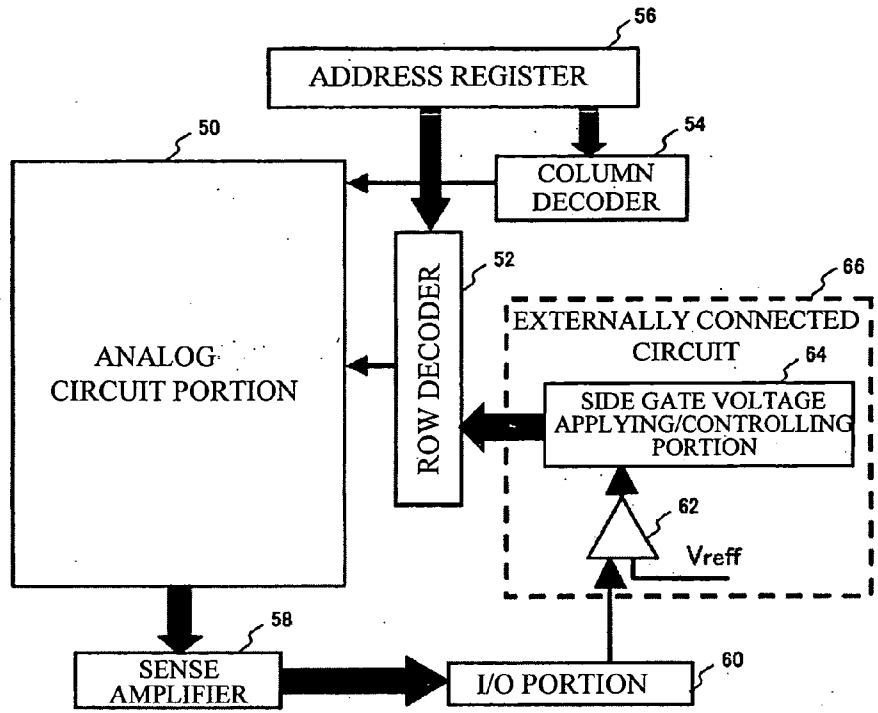 56
ADDRESS REGISTER
50
54
COLUMN
DECODER
52
ROW DECODER
66
EXTERNALLY CONNECTED
CIRCUIT
64
ANALOG
CIRCUIT PORTION
SIDE GATE VOLTAGE
APPLYING/CONTROLLING
PORTION
62
Vreff
58
SENSE
AMPLIFIER
60
I/O PORTION